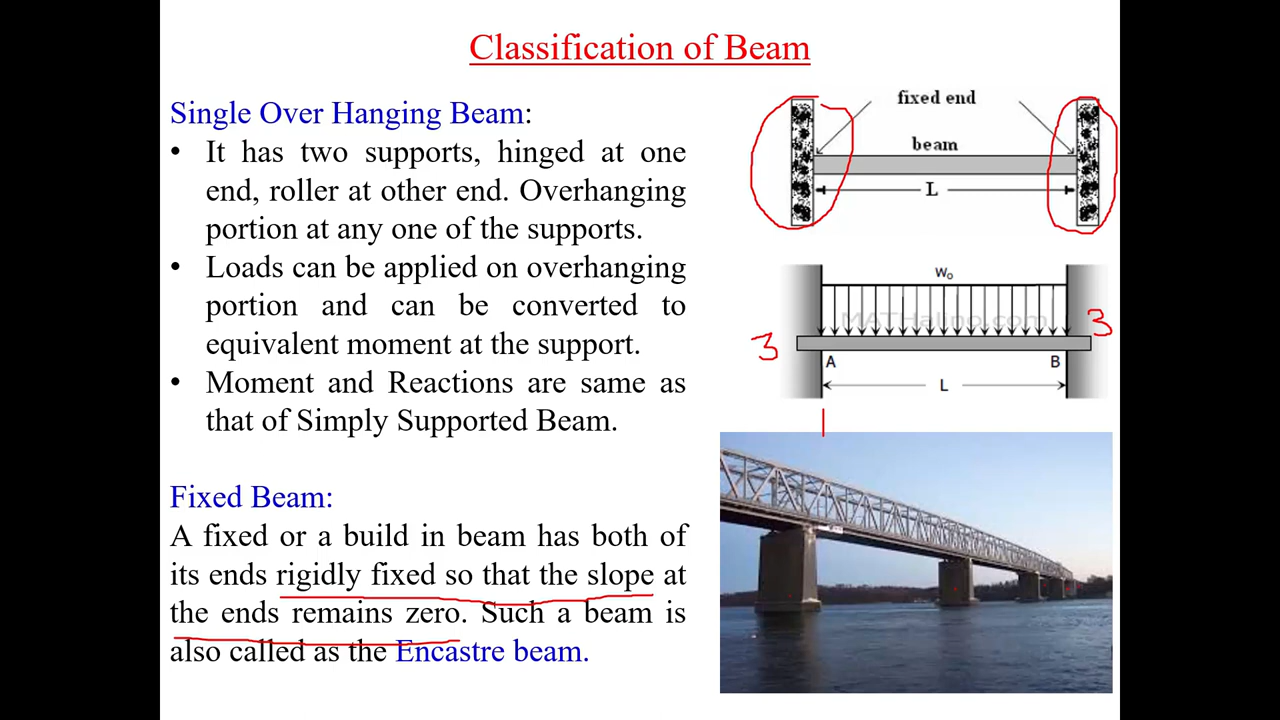 Classification of Beam
Single Over Hanging Beam:
• It has two supports, hinged at one
end, roller at other end. Overhanging
portion at any one of the supports.
• Loads can be applied on overhanging
portion and can be converted to
equivalent moment at the support.
• Moment and Reactions are same as
that of Simply Supported Beam.
Fixed Beam:
A fixed or a build in beam has both of
its ends rigidly fixed so that the slope at
the ends remains zero. Such a beam is
also called as the Encastre beam.
fixed end
beam
L
Wo
MATHalino.com
3
3
A B
L